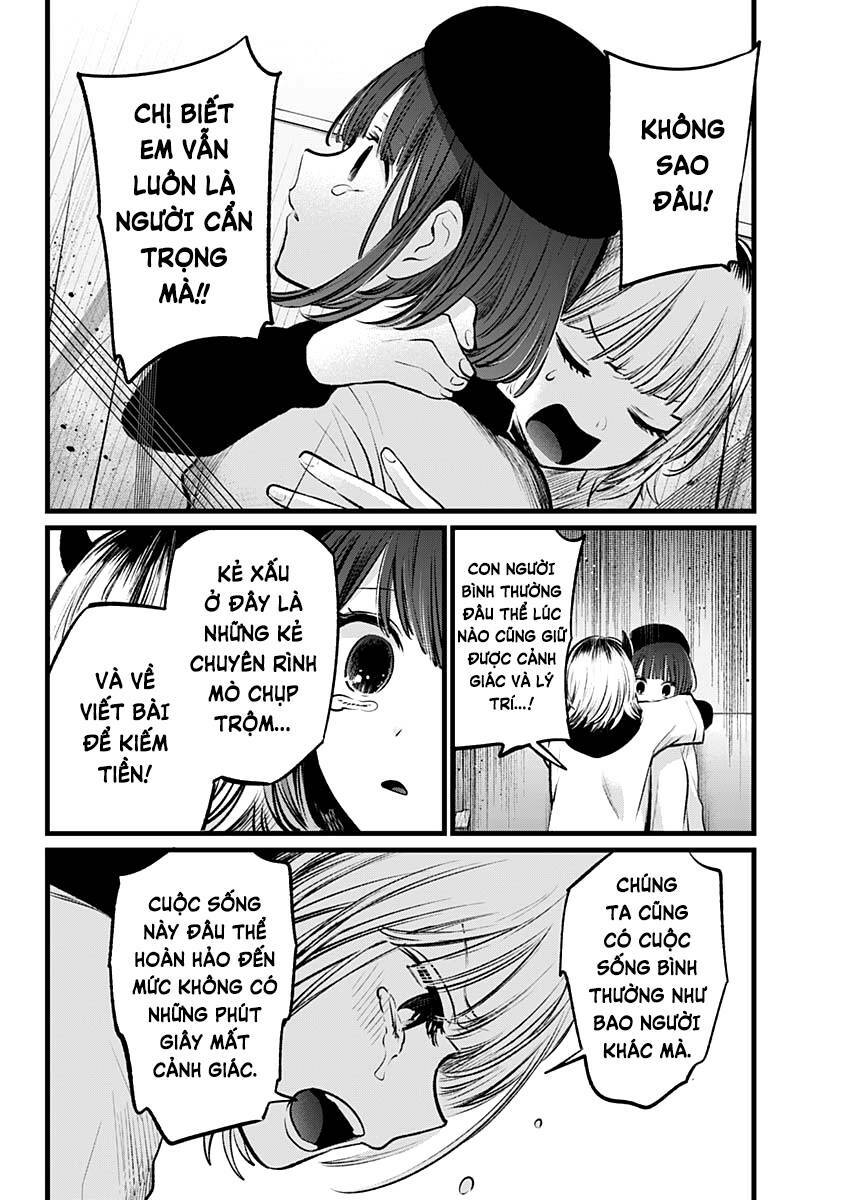 KHÔNG
SAO
ĐÂU!
CHỊ BIẾT
EM VẪN
LUÔN LÀ
NGƯỜI CẨN
TRỌNG
MÀ!!
CON NGƯỜI
BÌNH THƯỜNG
ĐÂU THỂ LÚC
NÀO CŨNG GIỮ
ĐƯỢC CẢNH
GIÁC VÀ LÝ
TRÍ...!
KẺ XẤU
Ở ĐÂY LÀ
NHỮNG KẺ
CHUYÊN RÌNH
MÒ CHỤP
TRỘM...
VÀ VỀ
VIẾT BÀI
ĐỂ KIẾM
TIỀN!
CHÚNG
TA CŨNG
CÓ CUỘC
SỐNG BÌNH
THƯỜNG NHƯ
BAO NGƯỜI
KHÁC MÀ.
CUỘC SỐNG
NÀY ĐÂU THỂ
HOÀN HẢO ĐẾN
MỨC KHÔNG CÓ
NHỮNG PHÚT
GIÂY MẤT
CẢNH GIÁC.